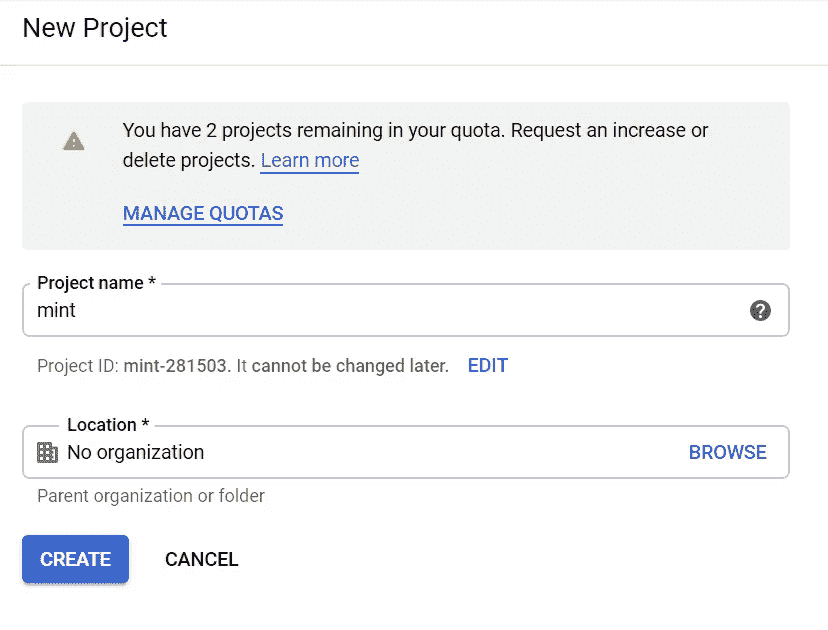 New Project
You have 2 projects remaining in your quota. Request an increase or
delete projects. Learn more
MANAGE QUOTAS
Project name *
mint
Project ID: mint-281503. It cannot be changed later. EDIT
Location *
No organization BROWSE
Parent organization or folder
CREATE CANCEL